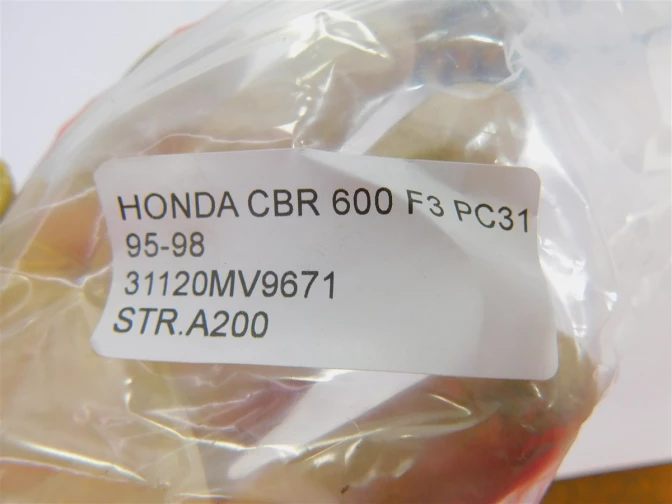 HONDA CBR 600 F3 PC31
95-98
31120MV9671
STR.A200